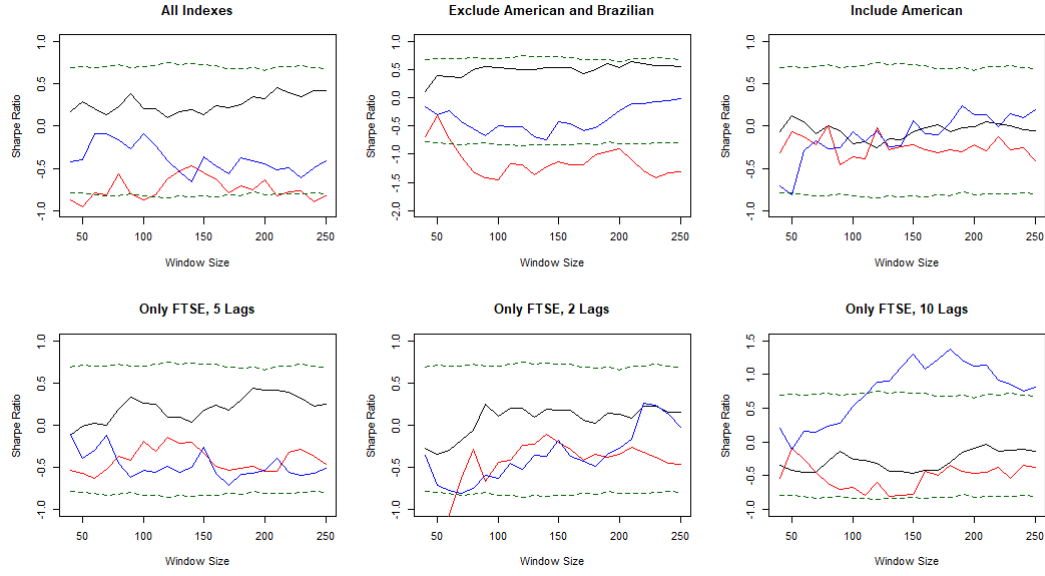 All Indexes
Exclude American and Brazilian
Include American
Sharpe Ratio
1.0
0.5
0.0
-0.5
-1.0
50 100 150 200 250
Window Size
Sharpe Ratio
1.0
0.5
0.0
-0.5
-1.0
-1.5
-2.0
50 100 150 200 250
Window Size
Sharpe Ratio
1.0
0.5
0.0
-0.5
-1.0
50 100 150 200 250
Window Size
Only FTSE, 5 Lags
Only FTSE, 2 Lags
Only FTSE, 10 Lags
Sharpe Ratio
1.0
0.5
0.0
-0.5
-1.0
50 100 150 200 250
Window Size
Sharpe Ratio
1.0
0.5
0.0
-0.5
-1.0
50 100 150 200 250
Window Size
Sharpe Ratio
1.5
1.0
0.5
0.0
-0.5
-1.0
50 100 150 200 250
Window Size